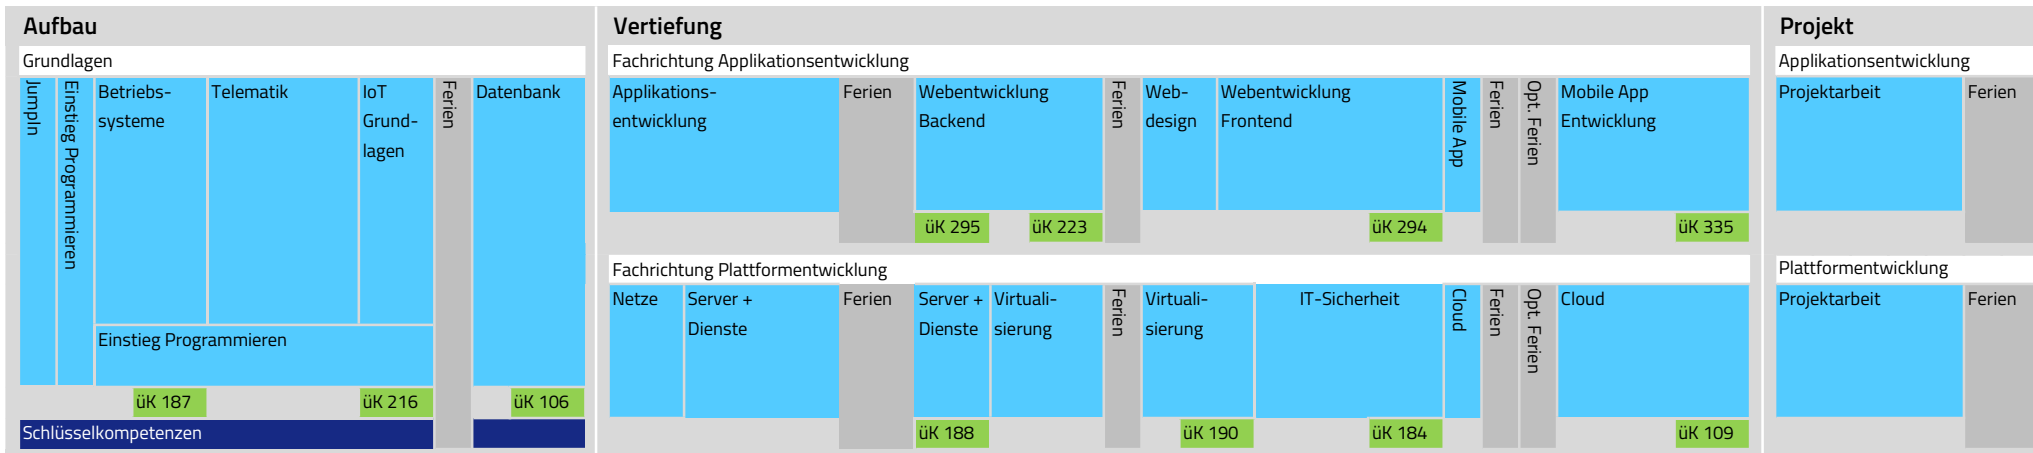 Aufbau
Grundlagen
JumpIn
Einstieg Programmieren
Betriebs-
systeme
Telematik
IoT
Grund-
lagen
Ferien
Datenbank
Einstieg Programmieren
üK 187
üK 216
üK 106
Schlüsselkompetenzen
Vertiefung
Fachrichtung Applikationsentwicklung
Applikations-
entwicklung
Ferien
Webentwicklung
Backend
Ferien
Web-
design
Webentwicklung
Frontend
Mobile App
Ferien
Opt. Ferien
Mobile App
Entwicklung
üK 295
üK 223
üK 294
üK 335
Fachrichtung Plattformentwicklung
Netze
Server +
Dienste
Ferien
Server +
Dienste
Virtuali-
sierung
Ferien
Virtuali-
sierung
IT-Sicherheit
Cloud
Ferien
Opt. Ferien
Cloud
üK 188
üK 190
üK 184
üK 109
Projekt
Applikationsentwicklung
Projektarbeit
Ferien
Plattformentwicklung
Projektarbeit
Ferien